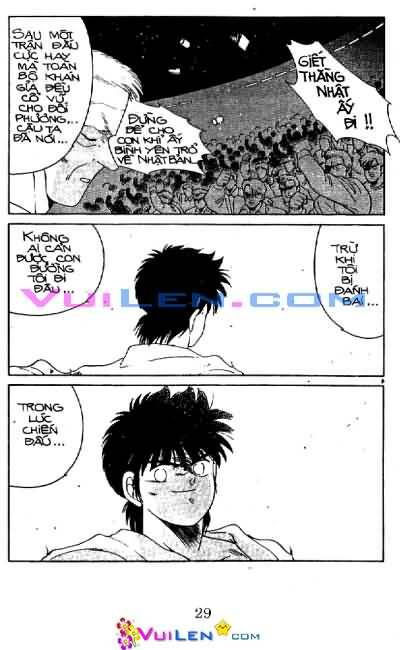 SAU MỘT
TRẬN ĐẤU
CỰC HAY
MÀ TOÀN
BỘ KHÁN
GIẢ ĐỀU
CỔ VŨ
CHO ĐỐI
PHƯƠNG...
CẬU TA
ĐÃ NÓI...
ĐỪNG
ĐỂ CHO
CON KHỈ ẤY
BÌNH YÊN TRỞ
VỀ NHẬT BẢN...
GIẾT
THẰNG
NHẬT
ẤY
ĐI !!
KHÔNG
AI CẢN
ĐƯỢC CON
ĐƯỜNG
TÔI ĐI
ĐÂU...
TRỪ
KHI
TÔI
BỊ
ĐÁNH
BẠI...
VUILEN.COM
TRONG
LÚC
CHIẾN
ĐẤU...
29
VUILEN COM